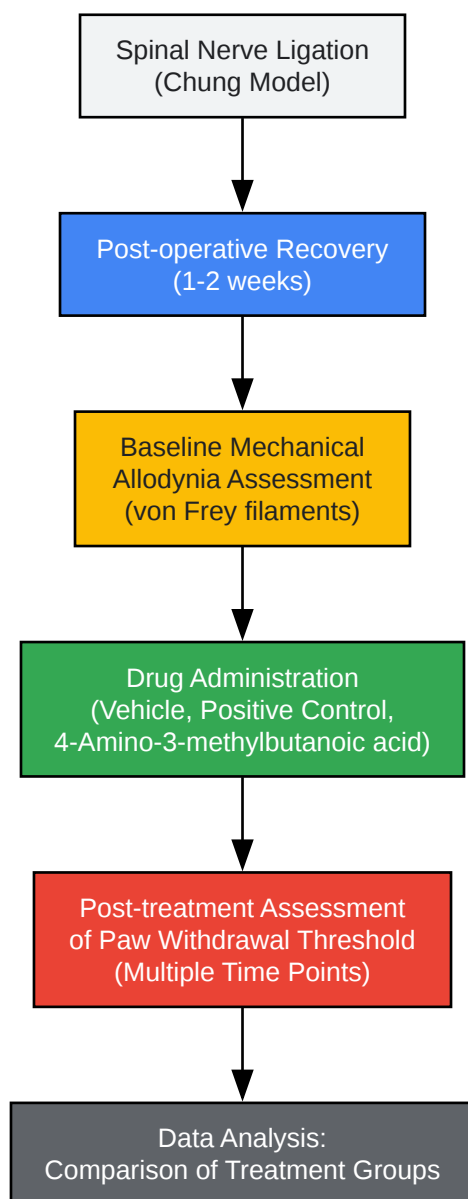 Spinal Nerve Ligation
(Chung Model)
Post-operative Recovery
(1-2 weeks)
Baseline Mechanical
Allodynia Assessment
(von Frey filaments)
Drug Administration
(Vehicle, Positive Control,
4-Amino-3-methylbutanoic acid)
Post-treatment Assessment
of Paw Withdrawal Threshold
(Multiple Time Points)
Data Analysis:
Comparison of Treatment Groups